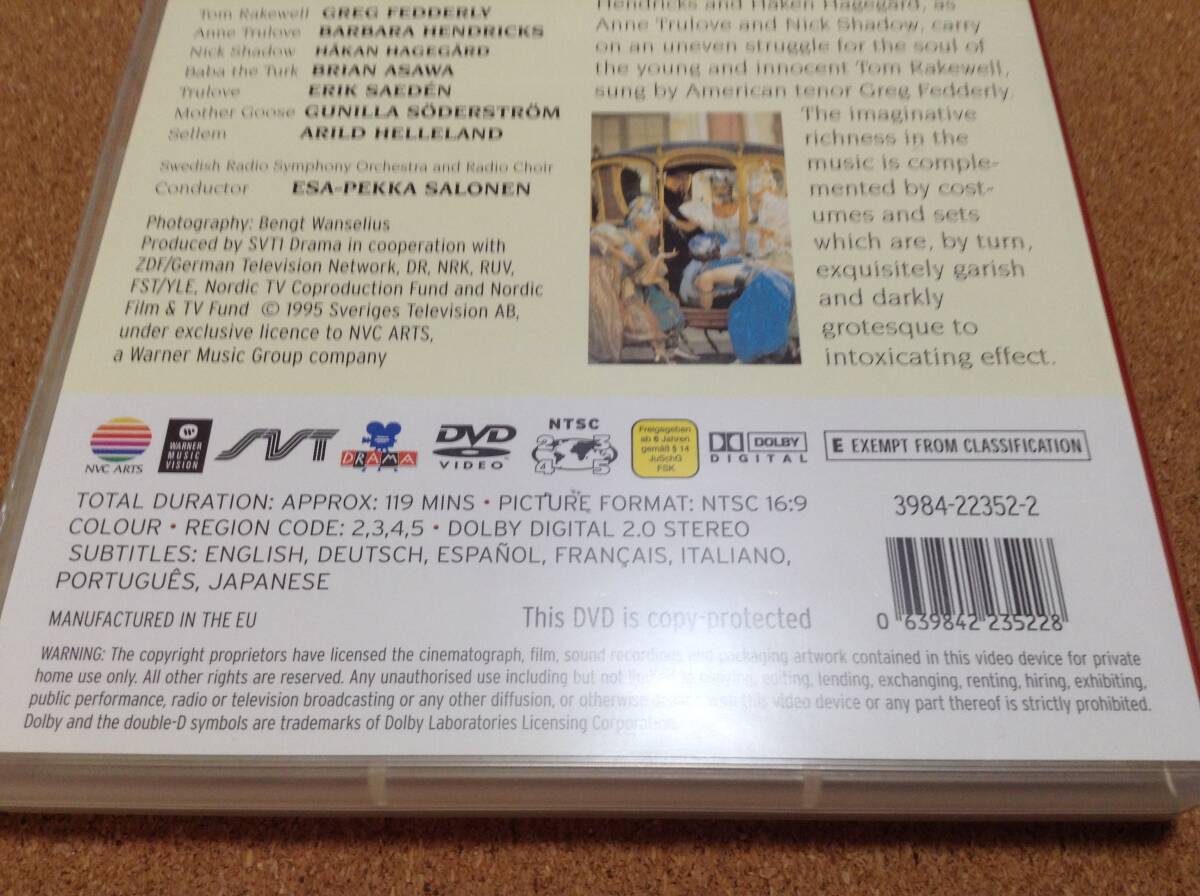 Tom Rakewell GREG FEDDERLY
Anne Trulove BARBARA HENDRICKS
Nick Shadow HÅKAN HAGEGÅRD
Baba the Turk BRIAN ASAWA
Trulove ERIK SAEDÉN
Mother Goose GUNILLA SÖDERSTRÖM
Sellem ARILD HELLELAND
Swedish Radio Symphony Orchestra and Radio Choir
Conductor ESA-PEKKA SALONEN
Photography: Bengt Wanselius
Produced by SVT1 Drama in cooperation with
ZDF/German Television Network, DR, NRK, RUV,
FST/YLE, Nordic TV Coproduction Fund and Nordic
Film & TV Fund © 1995 Sveriges Television AB,
under exclusive licence to NVC ARTS,
a Warner Music Group company
Hendricks and Håken Hagegård, as
Anne Trulove and Nick Shadow, carry
on an uneven struggle for the soul of
the young and innocent Tom Rakewell,
sung by American tenor Greg Fedderly.
The imaginative
richness in the
music is comple-
mented by cost-
umes and sets
which are, by turn,
exquisitely garish
and darkly
grotesque to
intoxicating effect.
NVC ARTS
WARNER
MUSIC
VISION
SVT
DRAMA
DVD
VIDEO
NTSC
2 3
4 5
Freigegeben
ab 6 Jahren
gemäß § 14
JuSchG
FSK
DOLBY
DIGITAL
E EXEMPT FROM CLASSIFICATION
TOTAL DURATION: APPROX: 119 MINS • PICTURE FORMAT: NTSC 16:9
COLOUR • REGION CODE: 2,3,4,5 • DOLBY DIGITAL 2.0 STEREO
SUBTITLES: ENGLISH, DEUTSCH, ESPAÑOL, FRANÇAIS, ITALIANO,
PORTUGUÊS, JAPANESE
3984-22352-2
0 639842 235228
MANUFACTURED IN THE EU
This DVD is copy-protected
WARNING: The copyright proprietors have licensed the cinematograph, film, sound recordings and packaging artwork contained in this video device for private
home use only. All other rights are reserved. Any unauthorised use including but not limited to copying, editing, lending, exchanging, renting, hiring, exhibiting,
public performance, radio or television broadcasting or any other diffusion, or otherwise this video device or any part thereof is strictly prohibited.
Dolby and the double-D symbols are trademarks of Dolby Laboratories Licensing Corporation.